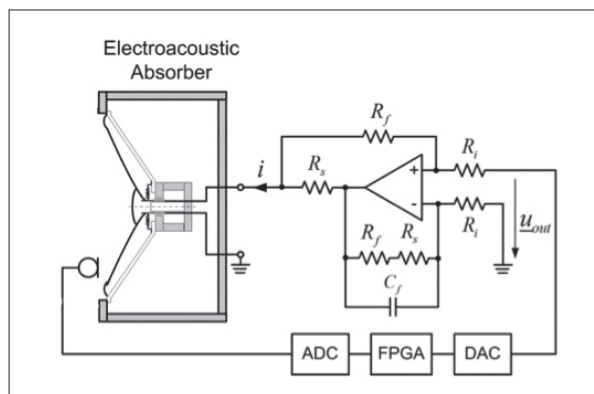 Electroacoustic
Absorber
R_f
R_s
R_i
i
+
-
R_i
u_out
R_f R_s
C_f
ADC FPGA DAC